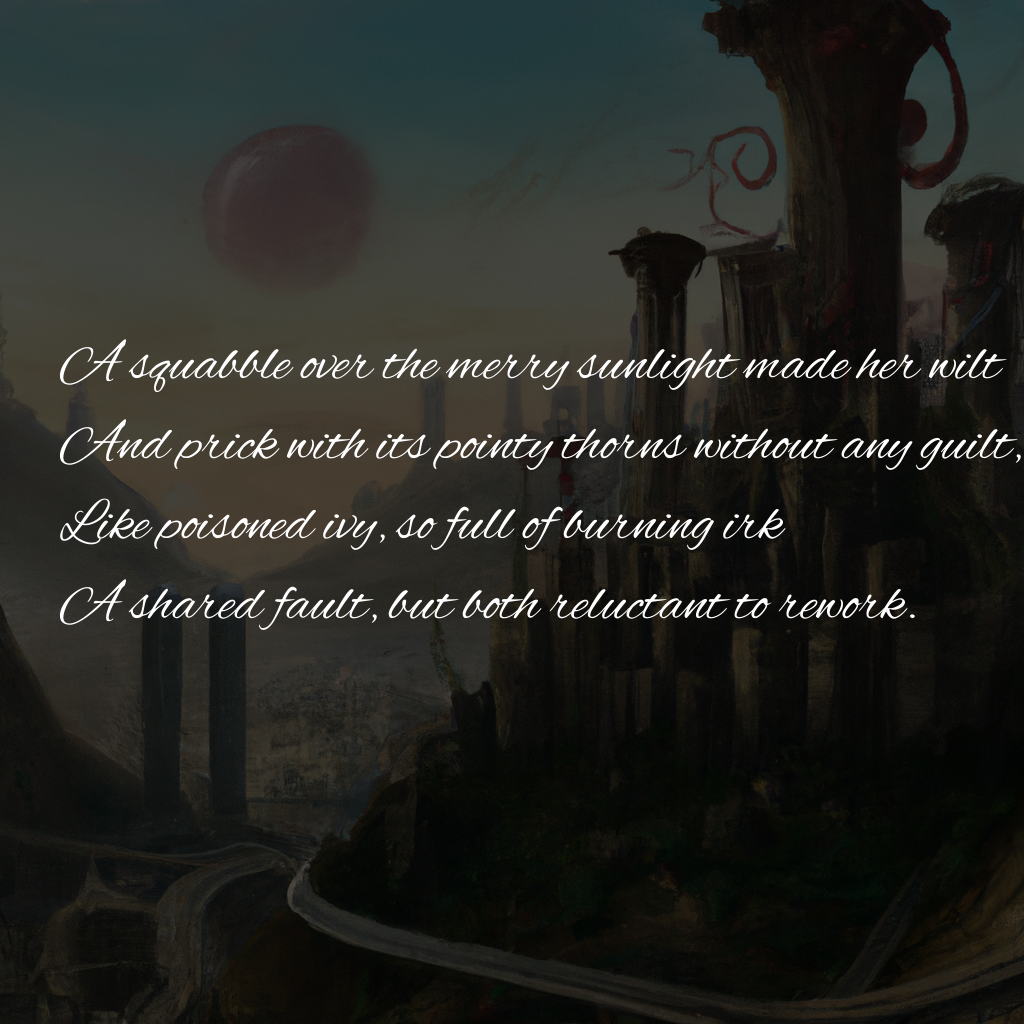 A squabble over the merry sunlight made her wilt
And prick with its pointy thorns without any guilt,
Like poisoned ivy, so full of burning irk
A shared fault, but both reluctant to rework.